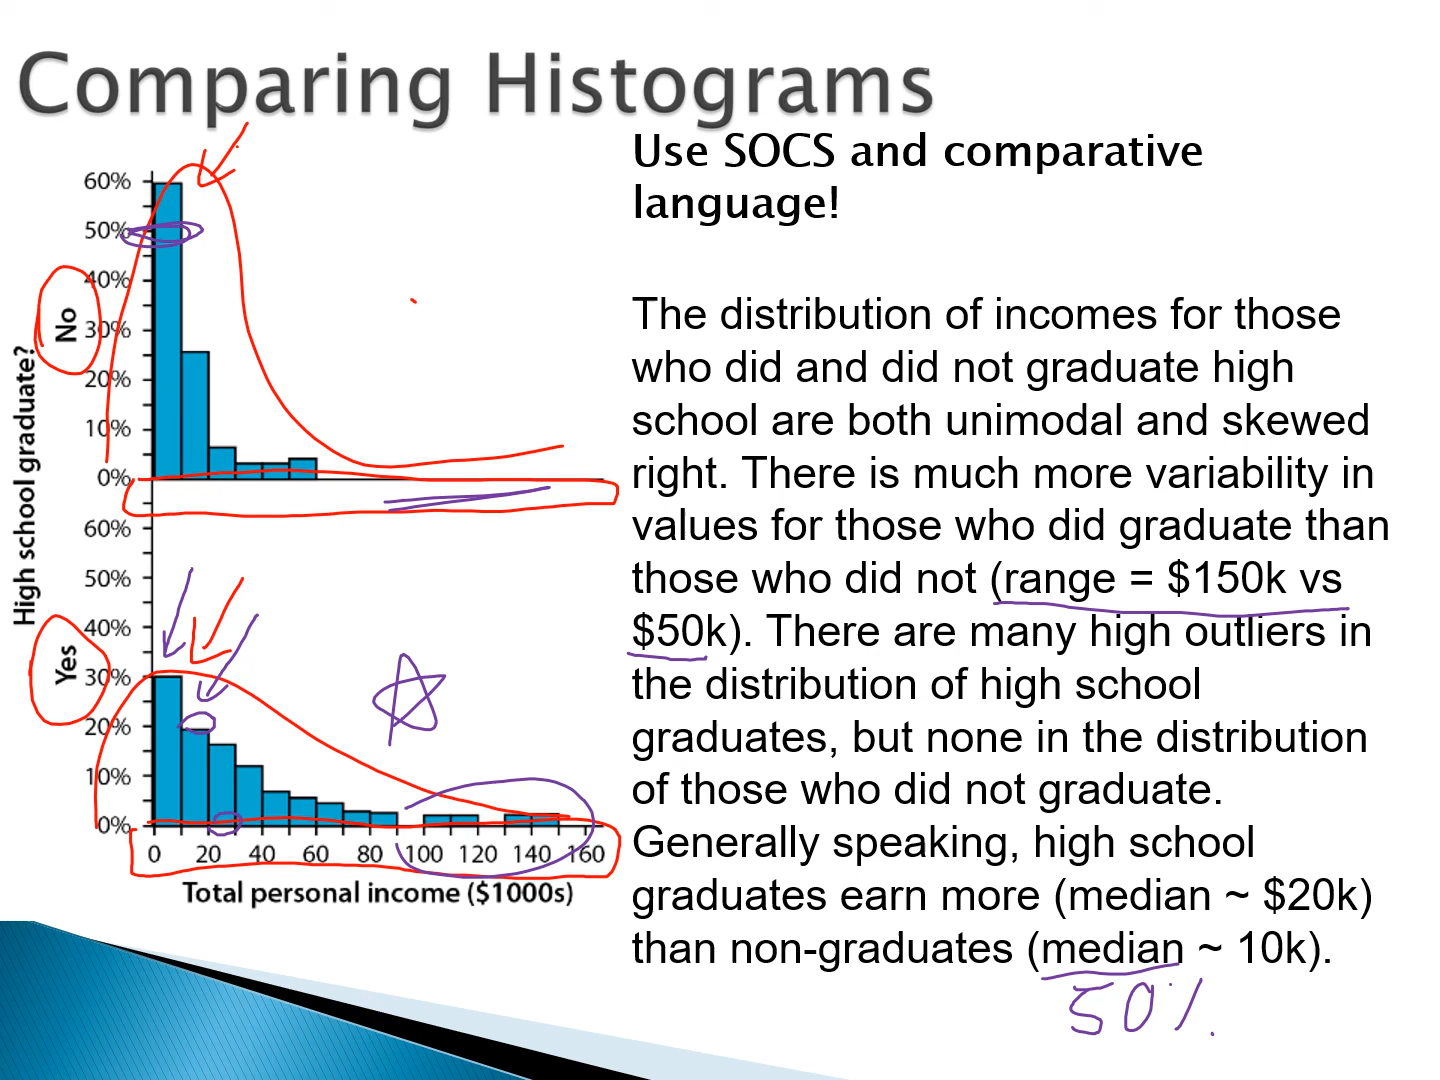 Comparing Histograms
Use SOCS and comparative
language!
High school graduate?
No
60%
50%
40%
30%
20%
10%
0%
Yes
60%
50%
40%
30%
20%
10%
0%
0 20 40 60 80 100 120 140 160
Total personal income ($1000s)
The distribution of incomes for those
who did and did not graduate high
school are both unimodal and skewed
right. There is much more variability in
values for those who did graduate than
those who did not (range = $150k vs
$50k). There are many high outliers in
the distribution of high school
graduates, but none in the distribution
of those who did not graduate.
Generally speaking, high school
graduates earn more (median ~ $20k)
than non-graduates (median ~ 10k).
50%